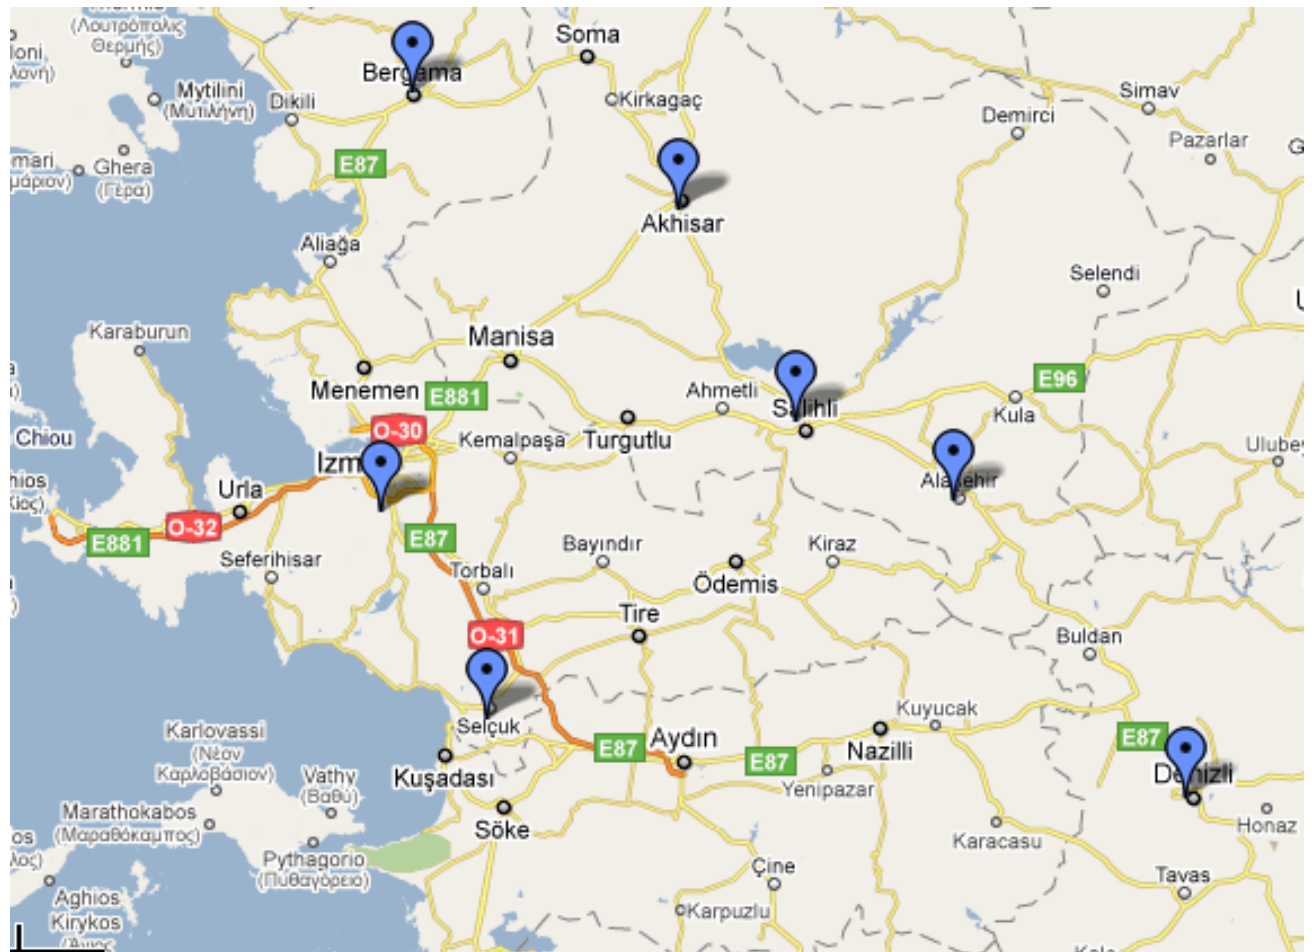 Soma
(Λουτρόπολις
Θερμής)
Bergama
Mytilini
(Μυτιλήνη)
Dikili
Kirkagaç
Simav
Demirci
Pazarlar
E87
Ghera
(Γέρα)
Akhisar
Aliağa
Selendi
Karaburun
Manisa
Menemen
E881
Ahmetli
E96
Salihli
Kula
Chiou
O-30
Kemalpaşa
Turgutlu
Urla
O-32
E881
E87
Seferihisar
Bayındır
Kiraz
Torbalı
Ödemis
Tire
O-31
Buldan
Selçuk
Kuyucak
Karlovassi
(Νέον
Καρλοβάσιον)
Aydın
E87
E87
Nazilli
E87
Kuşadası
Vathy
(Βαθύ)
Denizli
Yenipazar
Marathokabos
(Μαραθόκαμπος)
Söke
Honaz
Karacasu
Pythagorio
(Πυθαγόρειο)
Çine
Tavas
Aghios
Kirykos
Karpuzlu